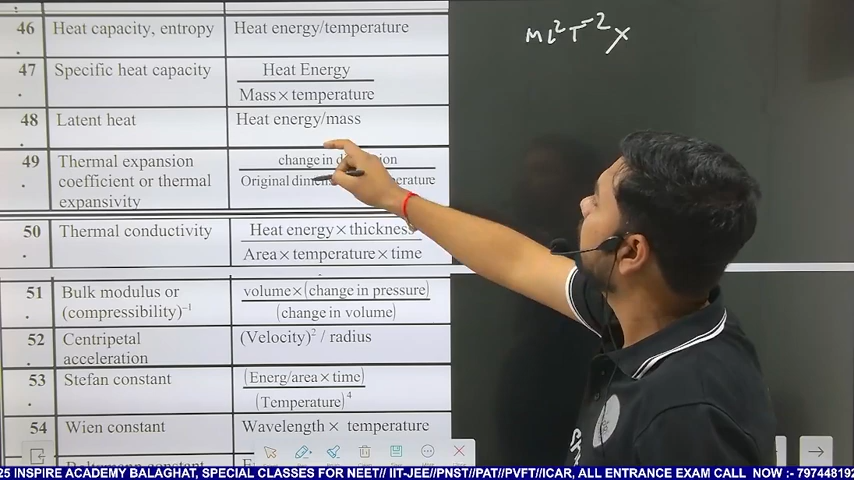 46 Heat capacity, entropy Heat energy/temperature
.
47 Specific heat capacity Heat Energy
. Mass × temperature
48 Latent heat Heat energy/mass
.
49 Thermal expansion change in
. coefficient or thermal Original
expansivity
50 Thermal conductivity Heat energy × thickness
. Area × temperature × time
51 Bulk modulus or volume × (change in pressure)
. (compressibility)⁻¹ (change in volume)
52 Centripetal (Velocity)² / radius
. acceleration
53 Stefan constant (Energ/area × time)
. (Temperature)⁴
54 Wien constant Wavelength × temperature
ML²T⁻²
25 INSPIRE ACADEMY BALAGHAT, SPECIAL CLASSES FOR NEET// IIT-JEE//PNST//PAT//PVFT//ICAR, ALL ENTRANCE EXAM CALL NOW :- 797448192